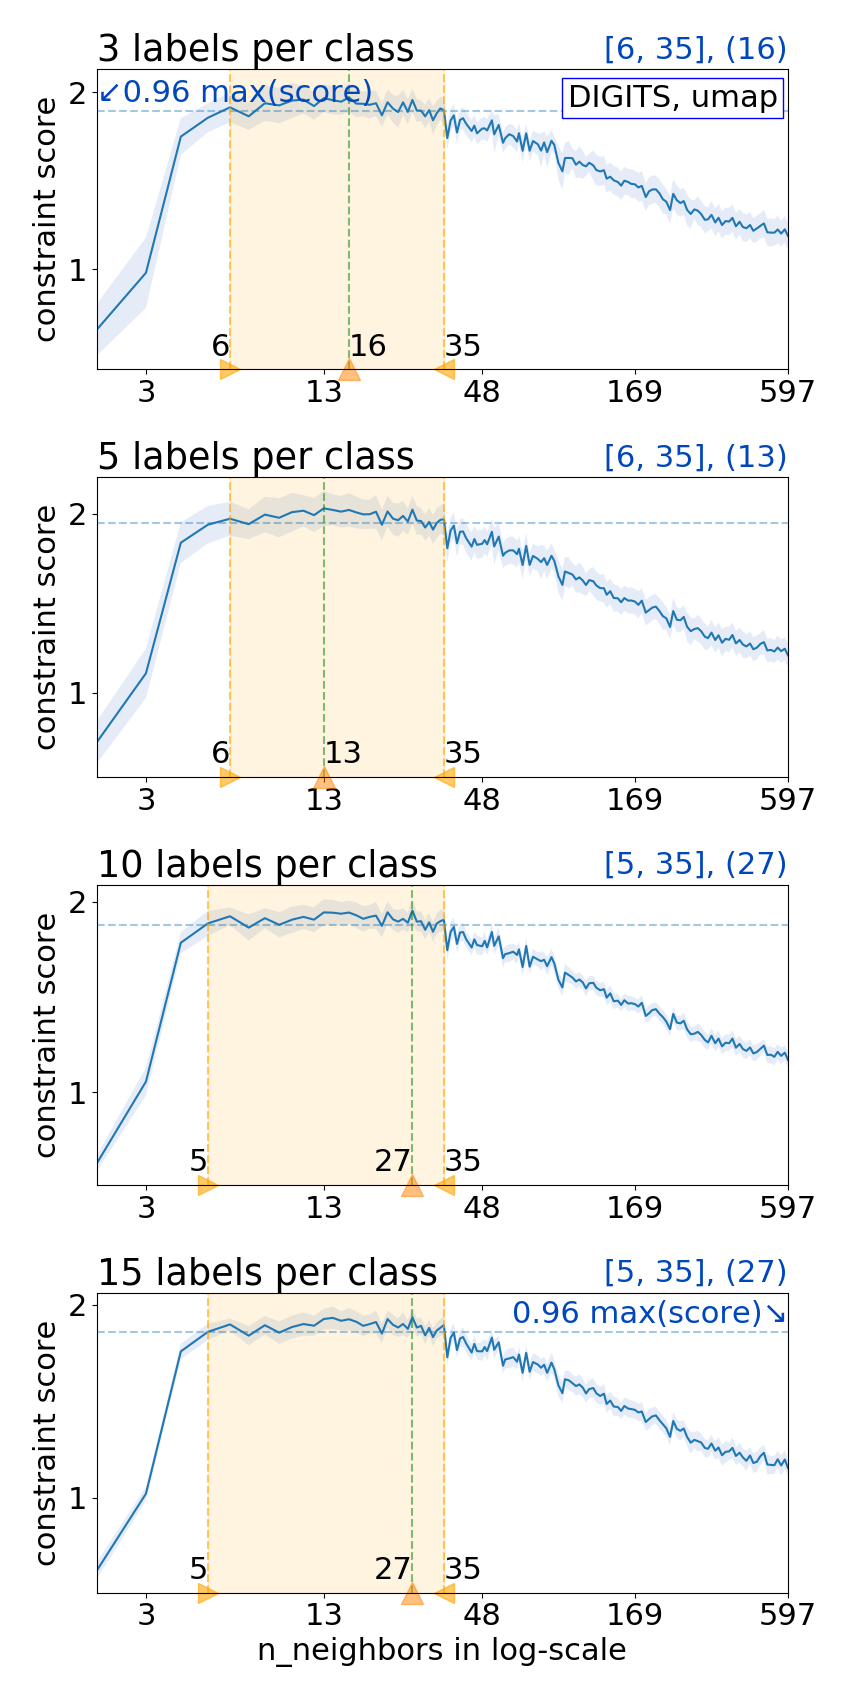 3 labels per class
[6, 35], (16)
2
↙0.96 max(score)
DIGITS, umap
constraint score
1
6
16
35
3
13
48
169
597
5 labels per class
[6, 35], (13)
2
constraint score
1
6
13
35
3
13
48
169
597
10 labels per class
[5, 35], (27)
2
constraint score
1
5
27
35
3
13
48
169
597
15 labels per class
[5, 35], (27)
2
0.96 max(score)↘
constraint score
1
5
27
35
3
13
48
169
597
n_neighbors in log-scale